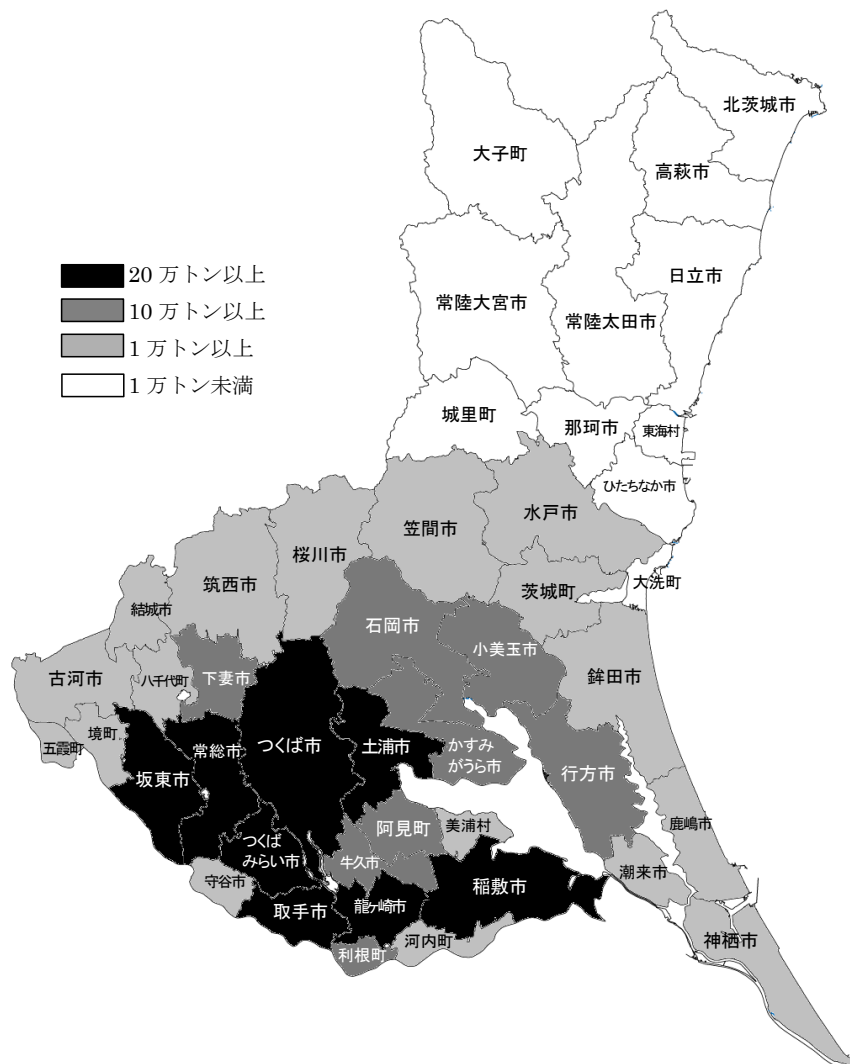 北茨城市
大子町
高萩市
20 万トン以上
10 万トン以上
1 万トン以上
1 万トン未満
日立市
常陸大宮市
常陸太田市
城里町
那珂市
東海村
ひたちなか市
水戸市
笠間市
桜川市
筑西市
大洗町
茨城町
結城市
石岡市
小美玉市
古河市
八千代町
下妻市
鉾田市
境町
五霞町
常総市
つくば市
土浦市
かすみ
がうら市
坂東市
行方市
阿見町
美浦村
鹿嶋市
つくば
みらい市
牛久市
守谷市
稲敷市
潮来市
取手市
龍ヶ崎市
神栖市
河内町
利根町